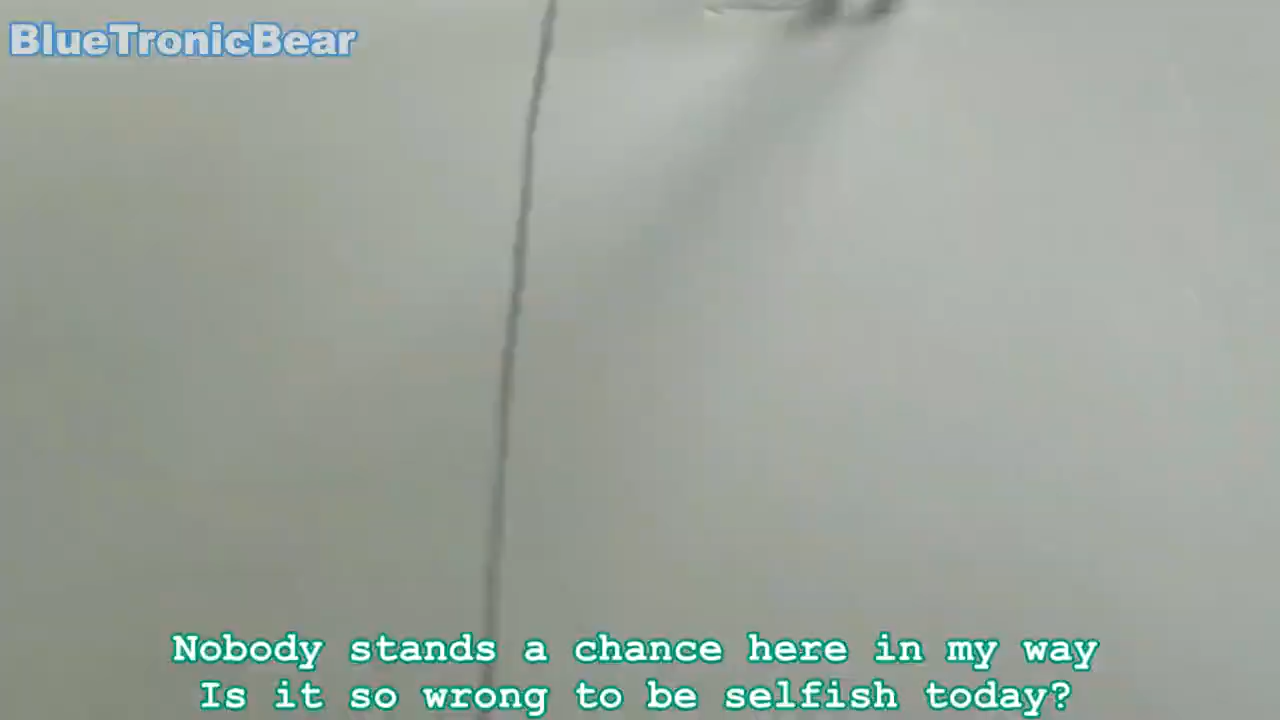 BlueTronicBear
Nobody stands a chance here in my way
Is it so wrong to be selfish today?